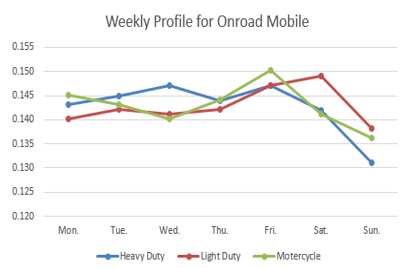 Weekly Profile for Onroad Mobile
0.155
0.150
0.145
0.140
0.135
0.130
0.125
0.120
Mon. Tue. Wed. Thu. Fri. Sat. Sun.
Heavy Duty Light Duty Motercycle